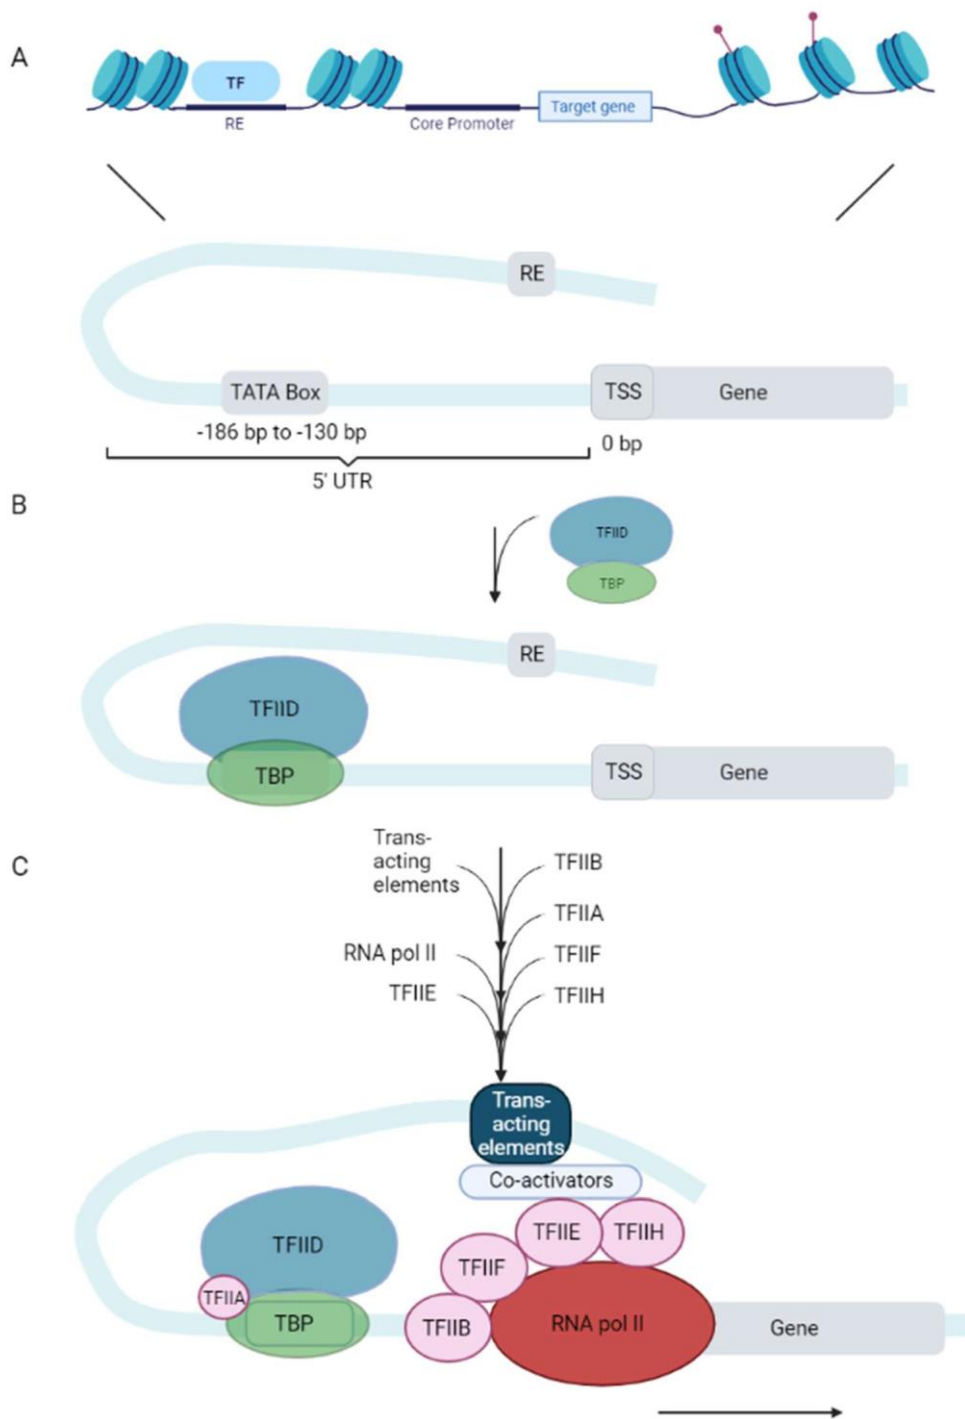 A
TF
RE
Core Promoter
Target gene
RE
TATA Box
TSS
Gene
-186 bp to -130 bp
0 bp
5' UTR
B
TFIID
TBP
RE
TFIID
TBP
TSS
Gene
C
Trans-
acting
elements
TFIIB
TFIIA
RNA pol II
TFIIF
TFIIE
TFIIH
Trans-
acting
elements
Co-activators
TFIIE
TFIIH
TFIID
TFIIF
TFIIA
TBP
TFIIB
RNA pol II
Gene